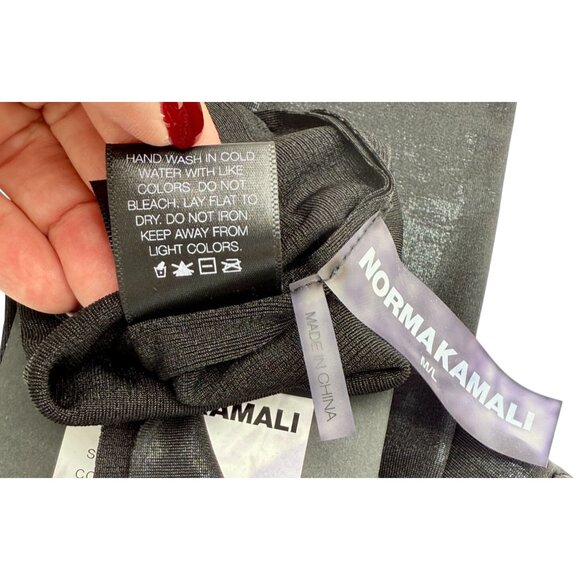 HAND WASH IN COLD
WATER WITH LIKE
COLORS. DO NOT
BLEACH. LAY FLAT TO
DRY. DO NOT IRON.
KEEP AWAY FROM
LIGHT COLORS.
NORMAKAMALI
M/L
MADE IN CHINA
KAMALI
S
CO